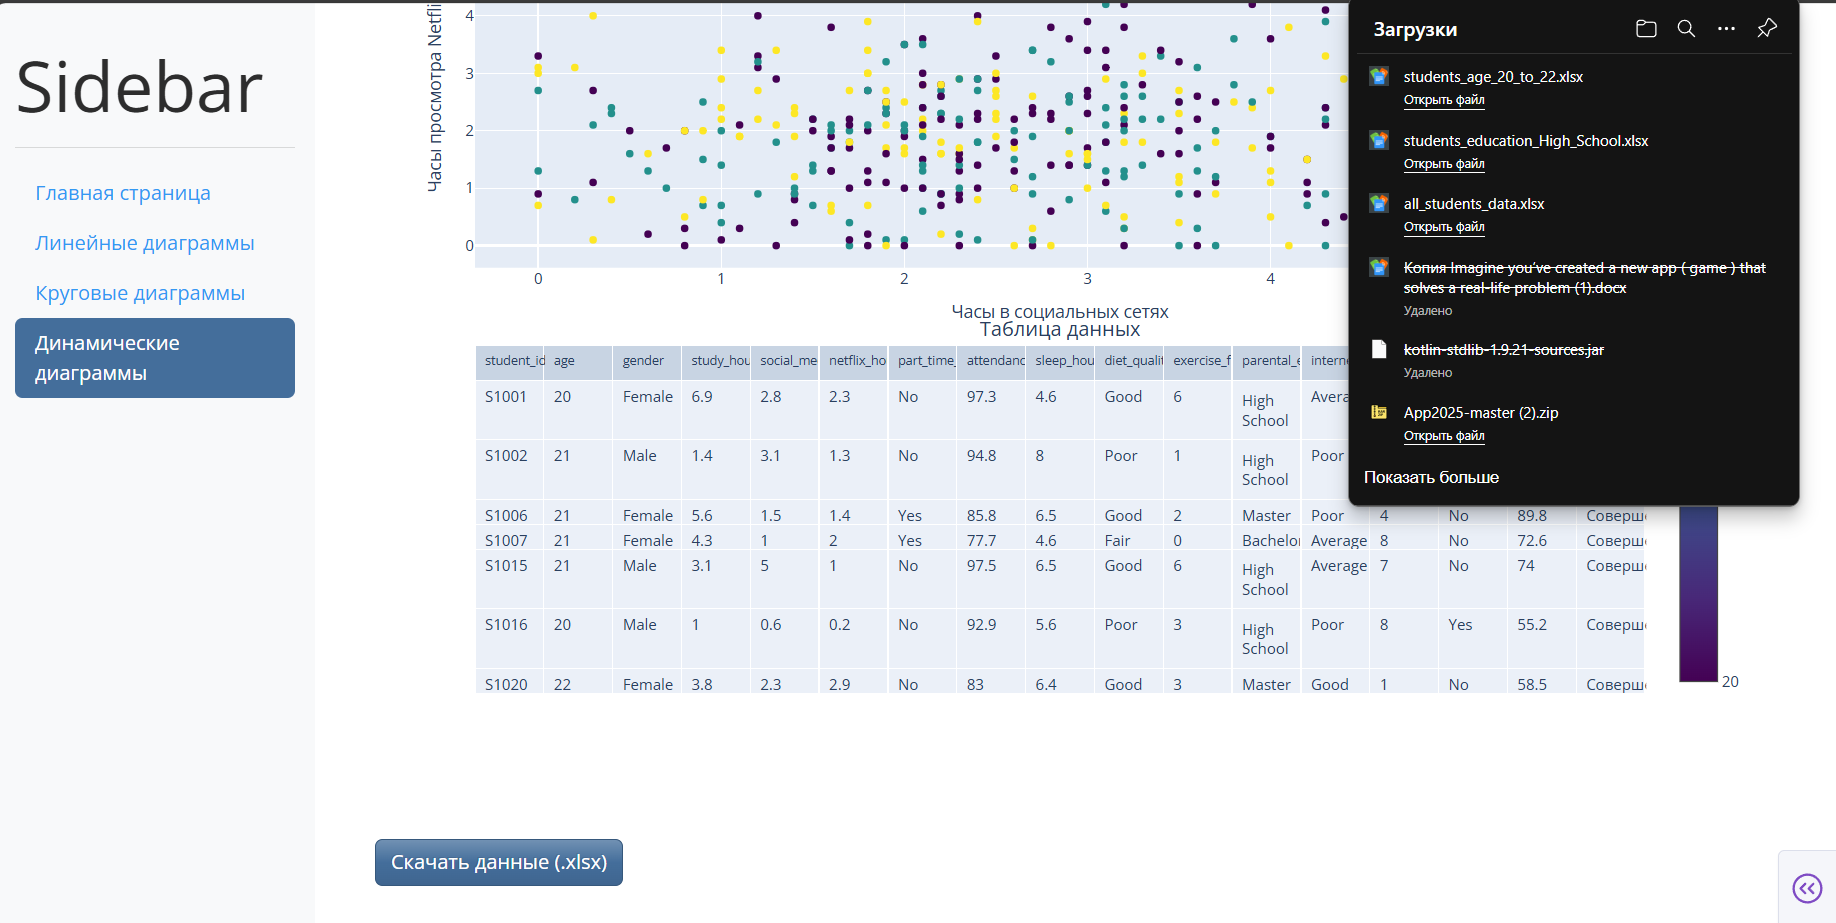 Sidebar
Главная страница
Линейные диаграммы
Круговые диаграммы
Динамические
диаграммы
Часы просмотра Netfli
4
3
2
1
0
0 1 2 3 4
Часы в социальных сетях
Таблица данных
student_id age gender study_hou social_me netflix_ho part_time_ attendanc sleep_hou diet_qualit exercise_f parental_e intern
S1001 20 Female 6.9 2.8 2.3 No 97.3 4.6 Good 6 High School Avera
S1002 21 Male 1.4 3.1 1.3 No 94.8 8 Poor 1 High School Poor
S1006 21 Female 5.6 1.5 1.4 Yes 85.8 6.5 Good 2 Master Poor 4 No 89.8 Соверш
S1007 21 Female 4.3 1 2 Yes 77.7 4.6 Fair 0 Bachelor Average 8 No 72.6 Соверш
S1015 21 Male 3.1 5 1 No 97.5 6.5 Good 6 High School Average 7 No 74 Соверш
S1016 20 Male 1 0.6 0.2 No 92.9 5.6 Poor 3 High School Poor 8 Yes 55.2 Соверш
S1020 22 Female 3.8 2.3 2.9 No 83 6.4 Good 3 Master Good 1 No 58.5 Соверш
20
Скачать данные (.xlsx)
Загрузки
students_age_20_to_22.xlsx
Открыть файл
students_education_High_School.xlsx
Открыть файл
all_students_data.xlsx
Открыть файл
Копия Imagine you've created a new app ( game ) that
solves a real-life problem (1).docx
Удалено
kotlin-stdlib-1.9.21-sources.jar
Удалено
App2025-master (2).zip
Открыть файл
Показать больше